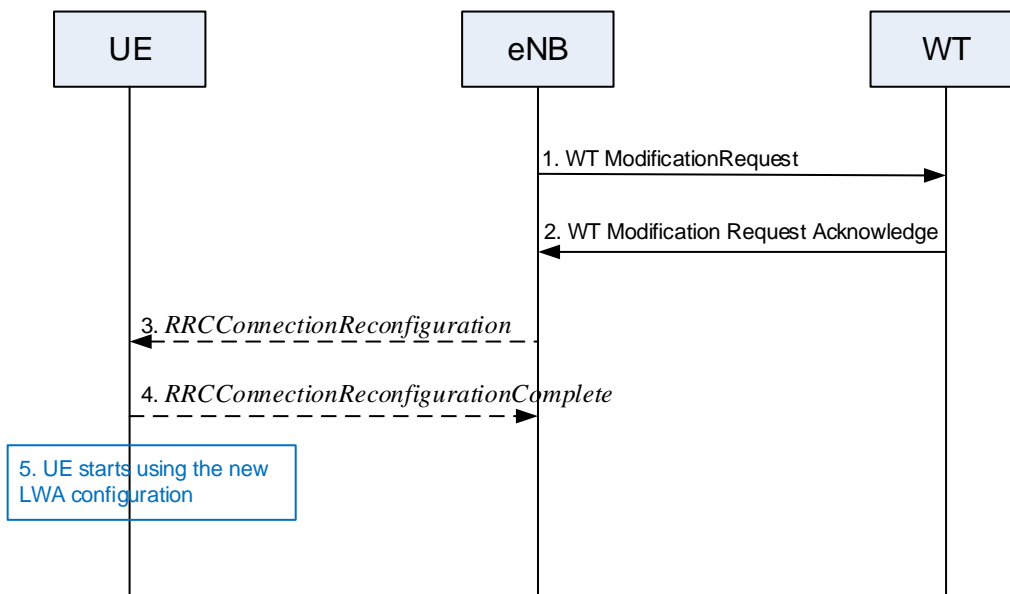 UE
eNB
WT
1. WT ModificationRequest
2. WT Modification Request Acknowledge
3. RRCConnectionReconfiguration
4. RRCConnectionReconfigurationComplete
5. UE starts using the new
LWA configuration